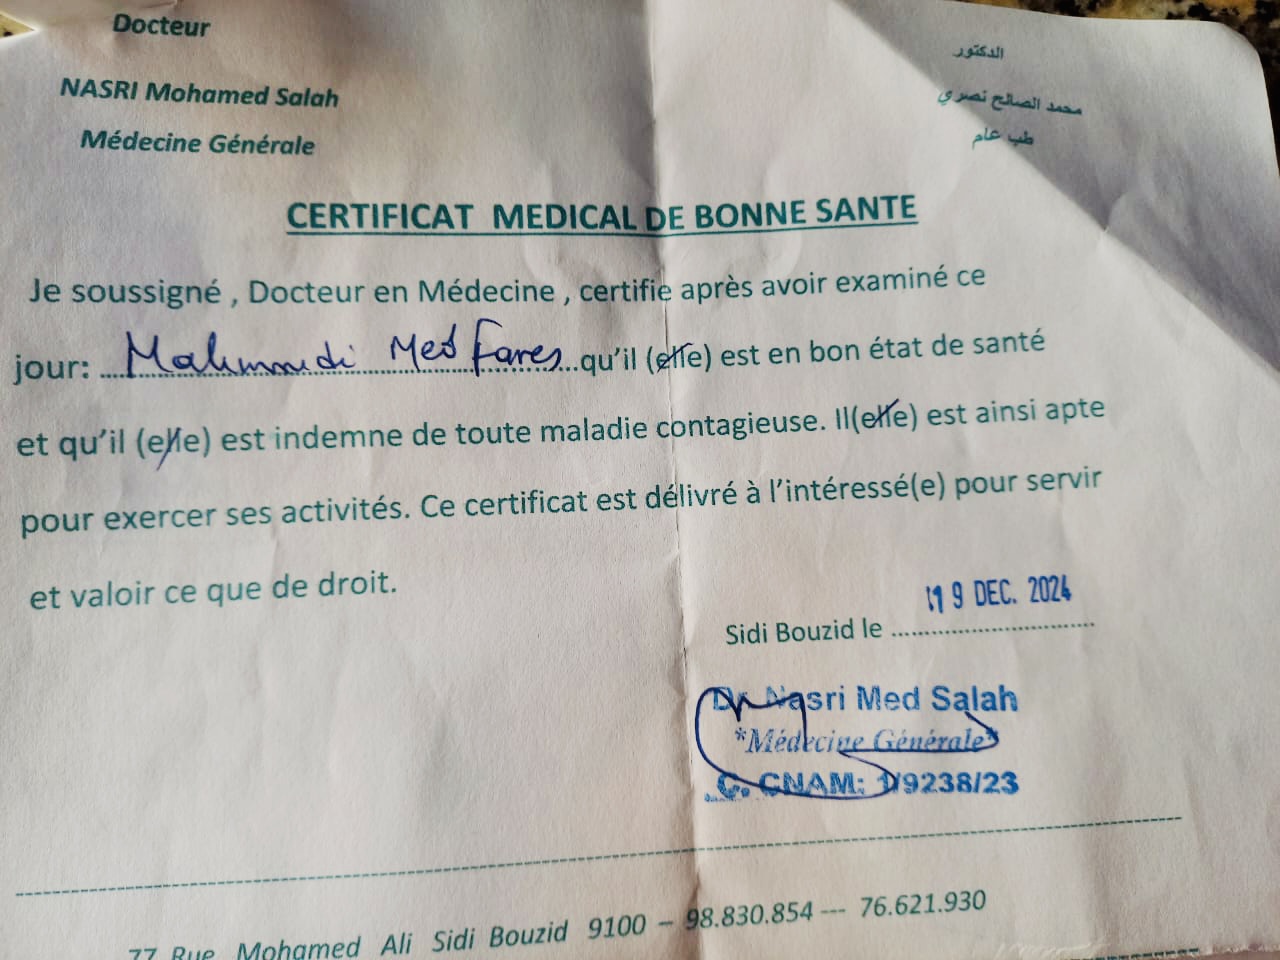 Docteur
NASRI Mohamed Salah
Médecine Générale
الدكتور
محمد الصالح نصري
طب عام
CERTIFICAT MEDICAL DE BONNE SANTE
Je soussigné , Docteur en Médecine , certifie après avoir examiné ce
jour: Mahmmdi Med Fares qu’il (elle) est en bon état de santé
et qu’il (elle) est indemne de toute maladie contagieuse. Il(elle) est ainsi apte
pour exercer ses activités. Ce certificat est délivré à l’intéressé(e) pour servir
et valoir ce que de droit.
19 DEC. 2024
Sidi Bouzid le
Dr Nasri Med Salah
*Médecine Générale*
C. CNAM: 1/9238/23
77 Rue Mohamed Ali Sidi Bouzid 9100 – 98.830.854 --- 76.621.930